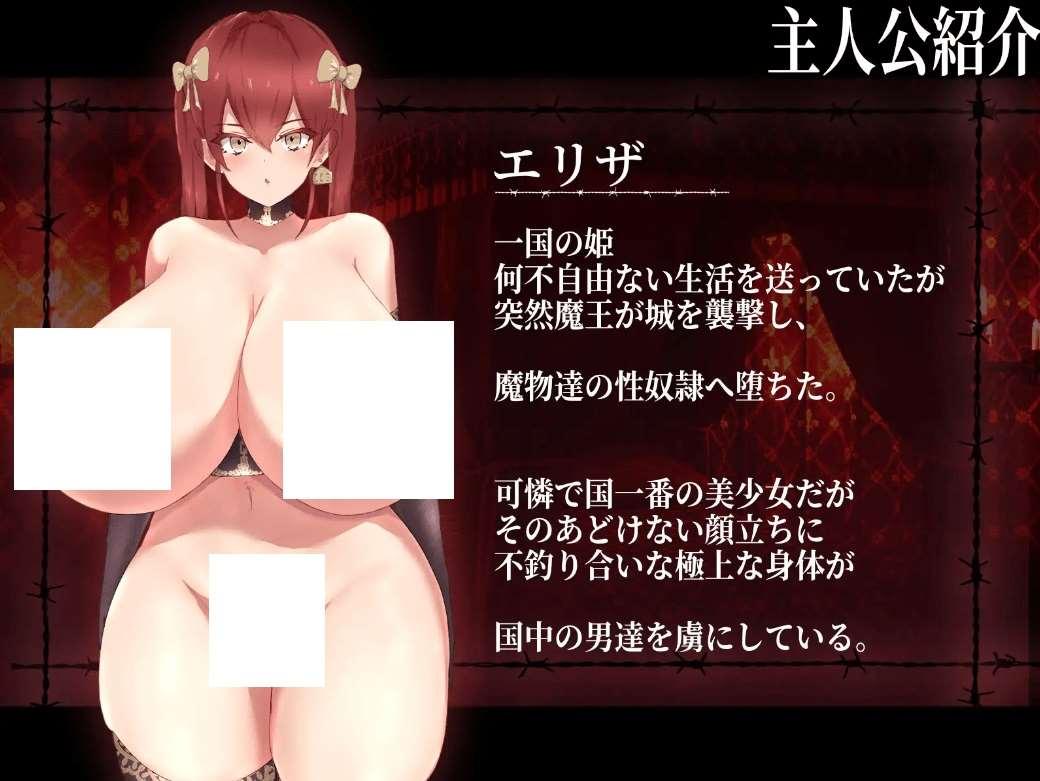 主人公紹介
エリザ
一国の姫
何不自由ない生活を送っていたが
突然魔王が城を襲撃し、
魔物達の性奴隷へ堕ちた。
可憐で国一番の美少女だが
そのあどけない顔立ちに
不釣り合いな極上な身体が
国中の男達を虜にしている。